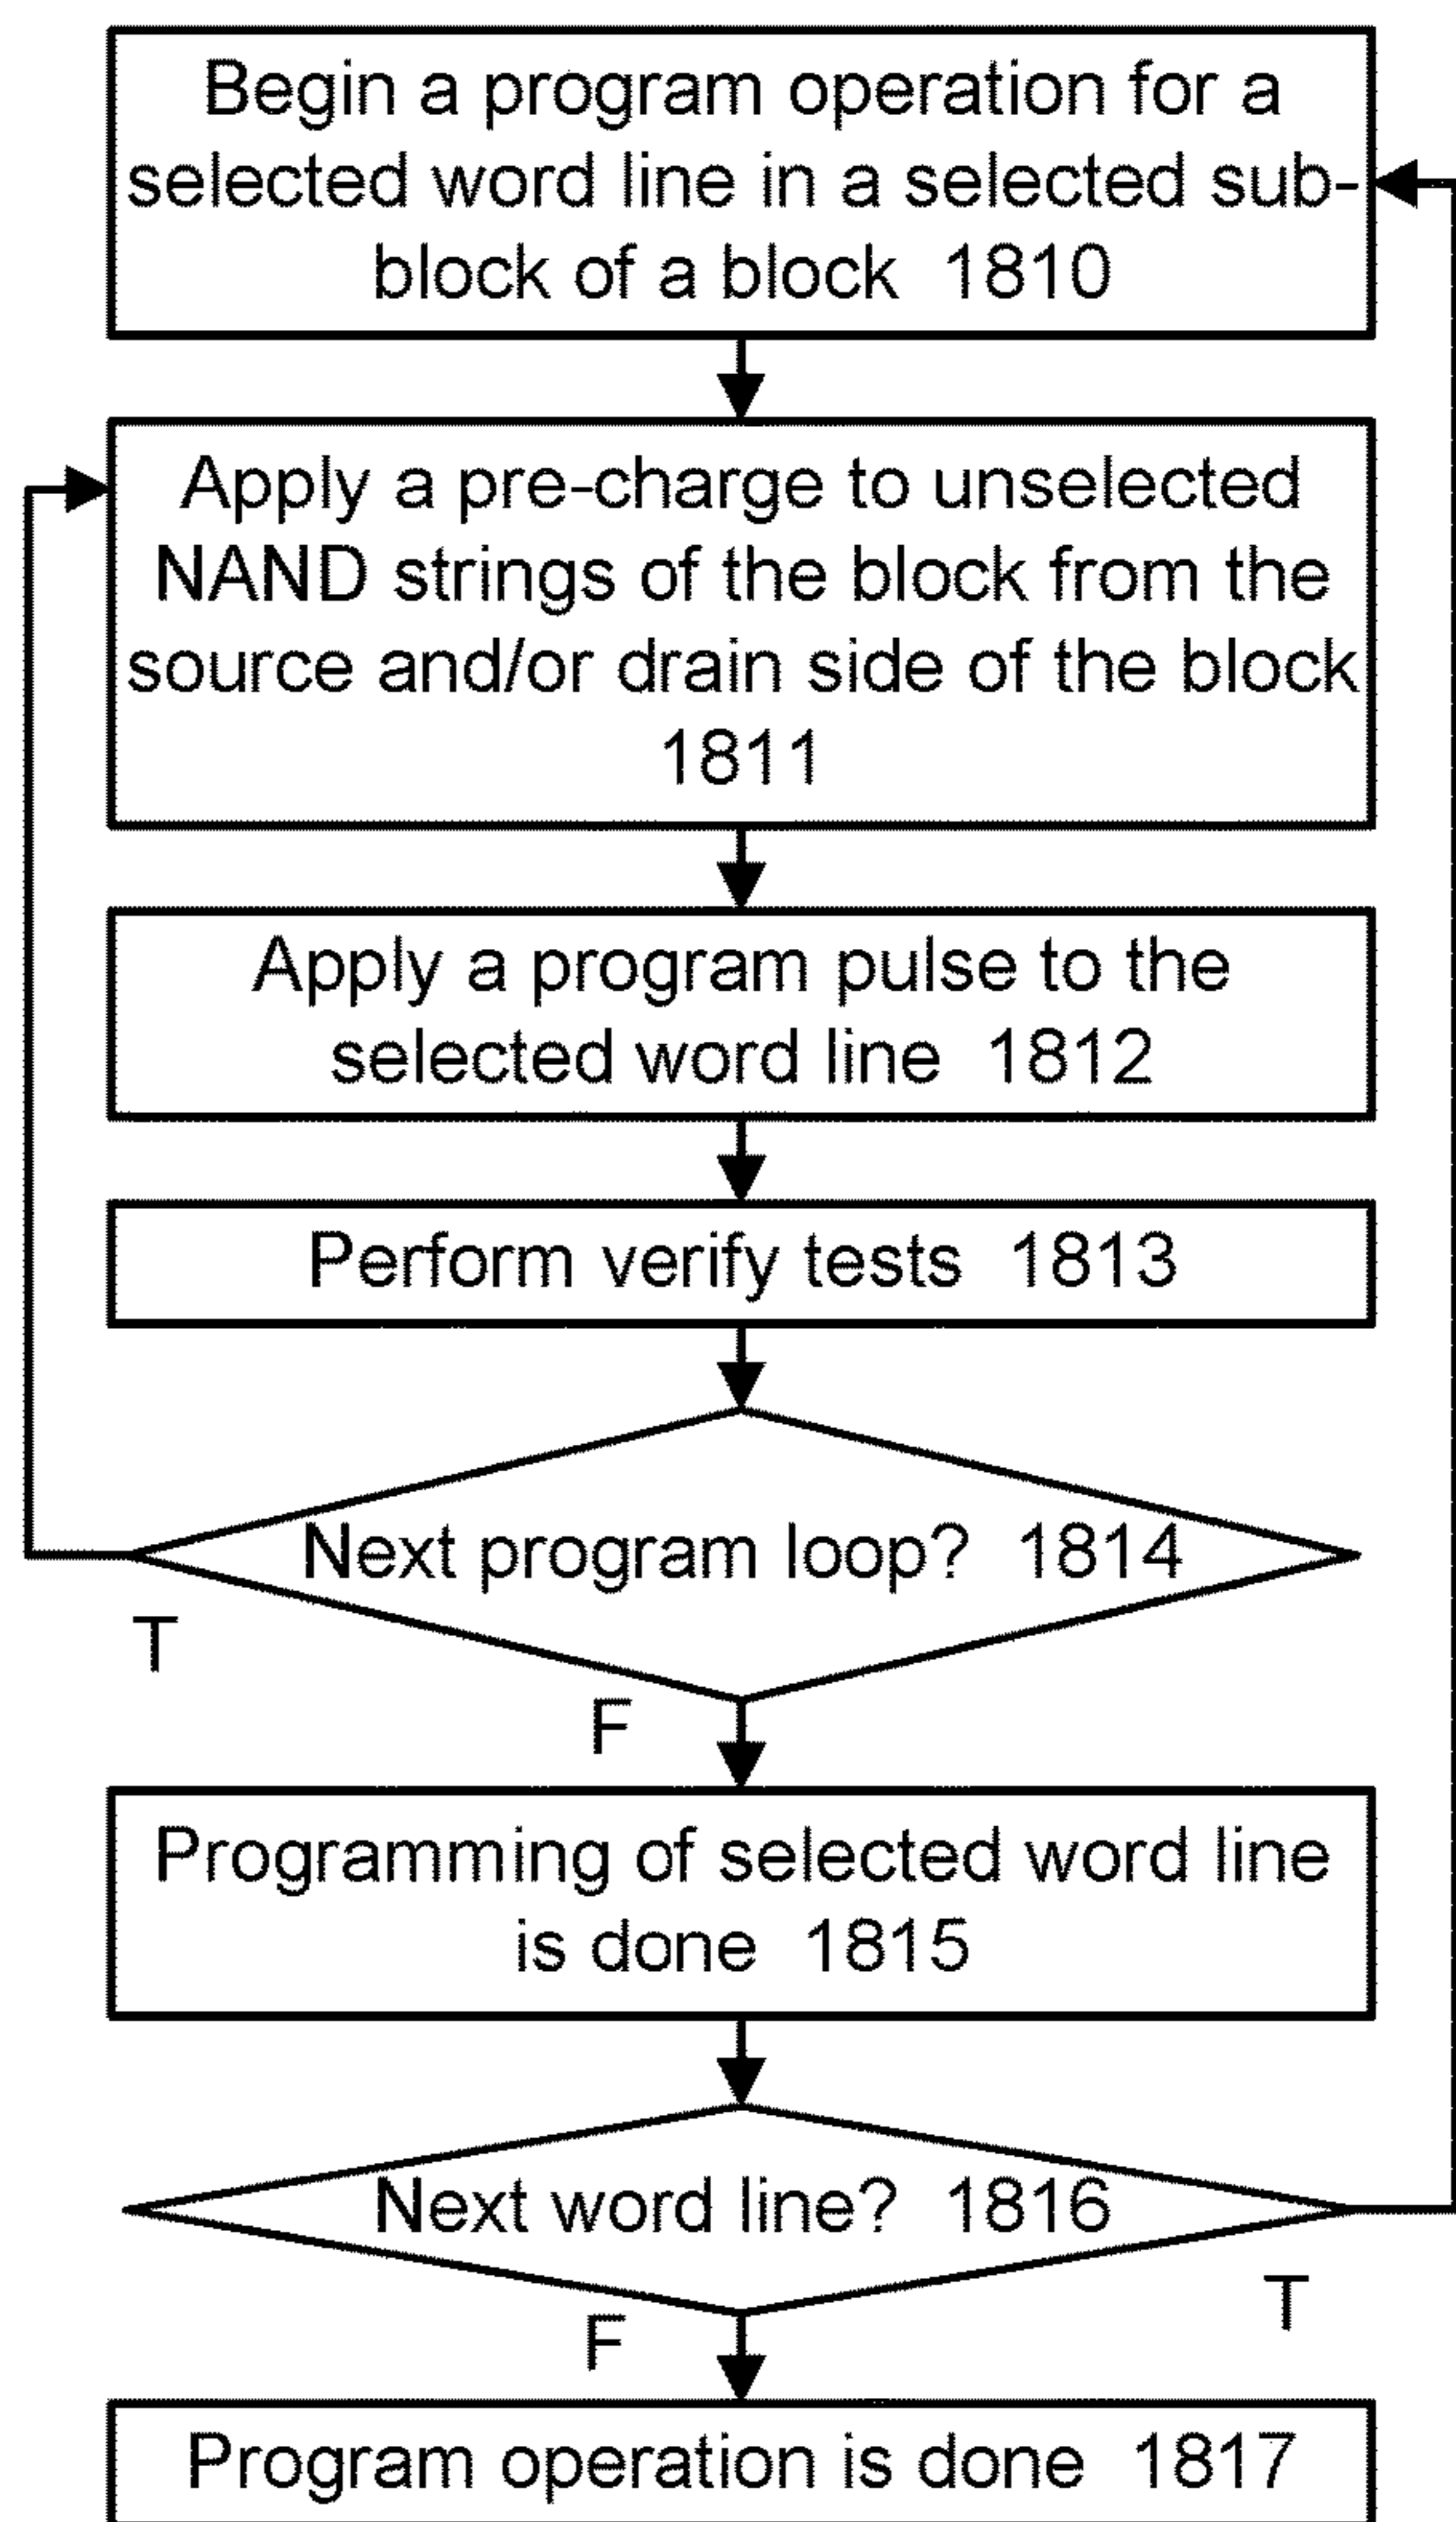 Begin a program operation for a
selected word line in a selected sub-
block of a block 1810
Apply a pre-charge to unselected
NAND strings of the block from the
source and/or drain side of the block
1811
Apply a program pulse to the
selected word line 1812
Perform verify tests 1813
Next program loop? 1814
T
F
Programming of selected word line
is done 1815
Next word line? 1816
T
F
Program operation is done 1817